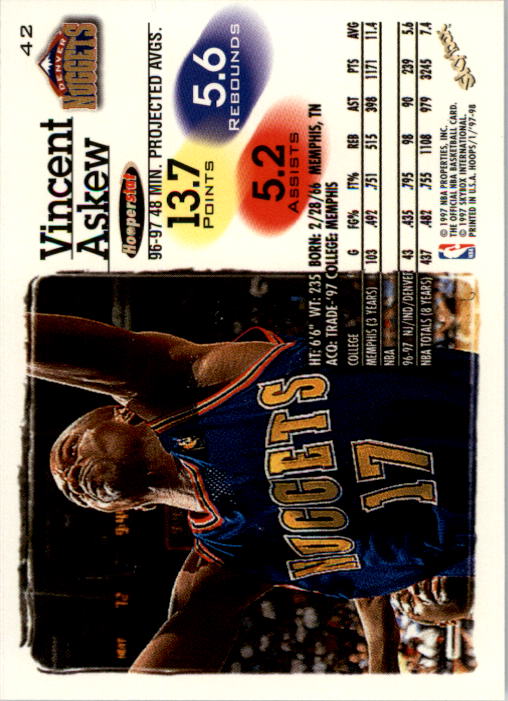 42
DENVER
NUGGETS
Vincent
Askew
Hooperstat
96-97 48 MIN. PROJECTED AVGS.
13.7
POINTS
5.6
REBOUNDS
5.2
ASSISTS
HT: 6'6" WT: 235 BORN: 2/28/66 MEMPHIS, TN
ACQ: TRADE-'97 COLLEGE: MEMPHIS
COLLEGE G FG% FT% REB AST PTS AVG
MEMPHIS (3 YEARS) 103 .492 .751 515 398 1171 11.4
NBA
96-97 NJ/IND/DENVER 43 .435 .795 98 90 239 5.6
NBA TOTALS (8 YEARS) 437 .482 .755 1108 979 3245 7.4
NBA
© 1997 NBA PROPERTIES, INC.
THE OFFICIAL NBA BASKETBALL CARD.
© 1997 SKYBOX INTERNATIONAL.
PRINTED IN U.S.A. HOOPS/1/'97-98
SkyBox
HEAT 12
NUGGETS
17